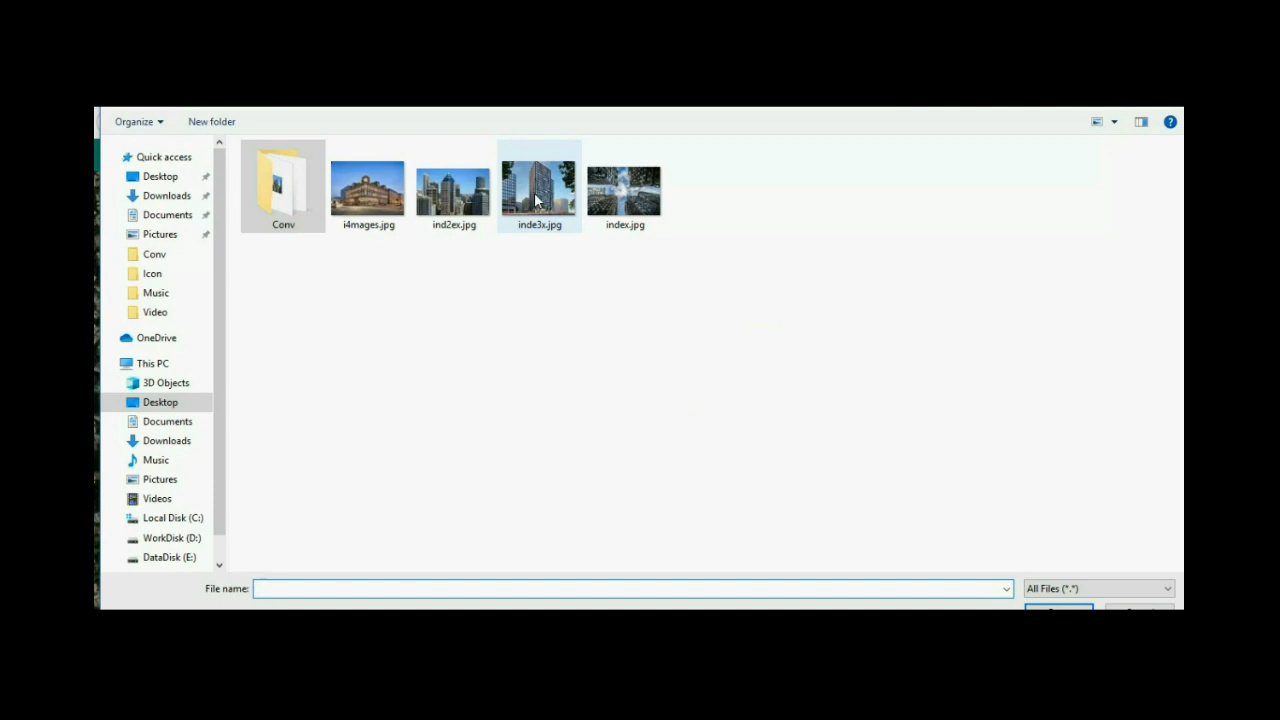 Organize
New folder
Quick access
Desktop
Downloads
Documents
Pictures
Conv
Icon
Music
Video
OneDrive
This PC
3D Objects
Desktop
Documents
Downloads
Music
Pictures
Videos
Local Disk (C:)
WorkDisk (D:)
DataDisk (E:)
Conv
i4mages.jpg
ind2ex.jpg
inde3x.jpg
index.jpg
File name:
All Files (*.*)